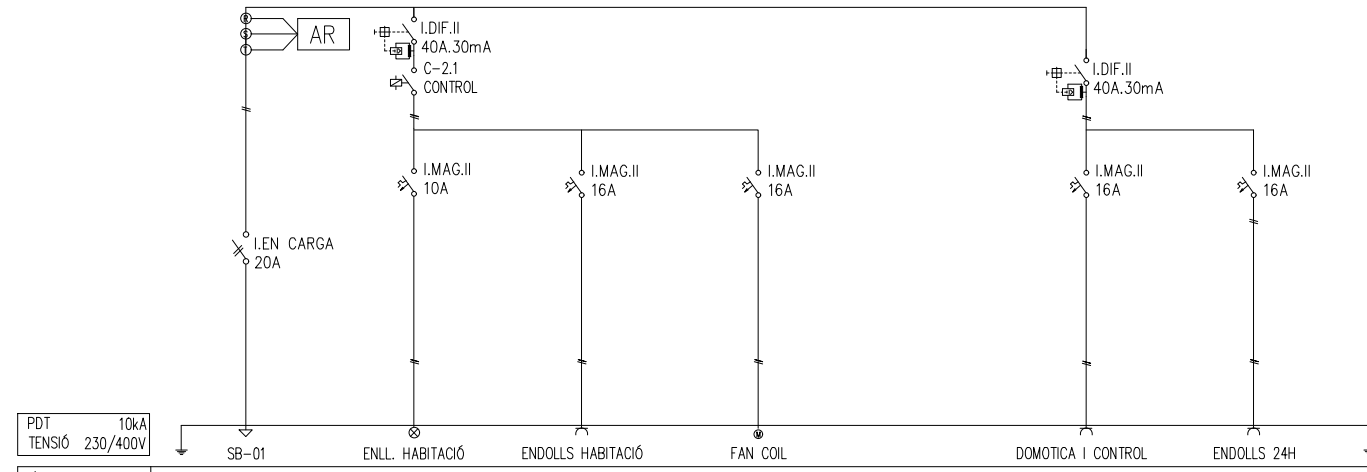 R
S
T
AR
I.DIF.II
40A.30mA
C-2.1
CONTROL
I.DIF.II
40A.30mA
I.MAG.II
10A
I.MAG.II
16A
I.MAG.II
16A
I.MAG.II
16A
I.MAG.II
16A
I.EN CARGA
20A
PDT 10kA
TENSIÓ 230/400V
M
SB-01
ENLL. HABITACIÓ
ENDOLLS HABITACIÓ
FAN COIL
DOMOTICA I CONTROL
ENDOLLS 24H